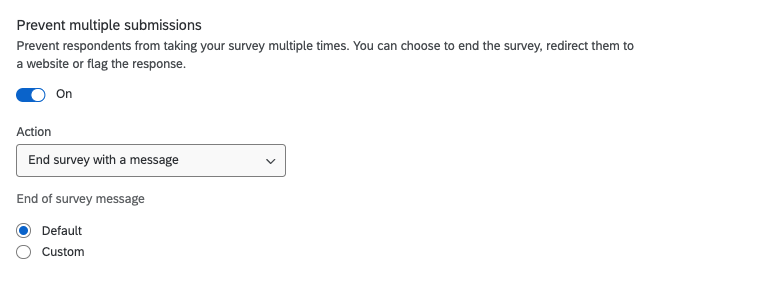 Prevent multiple submissions
Prevent respondents from taking your survey multiple times. You can choose to end the survey, redirect them to
a website or flag the response.
On
Action
End survey with a message
End of survey message
Default
Custom